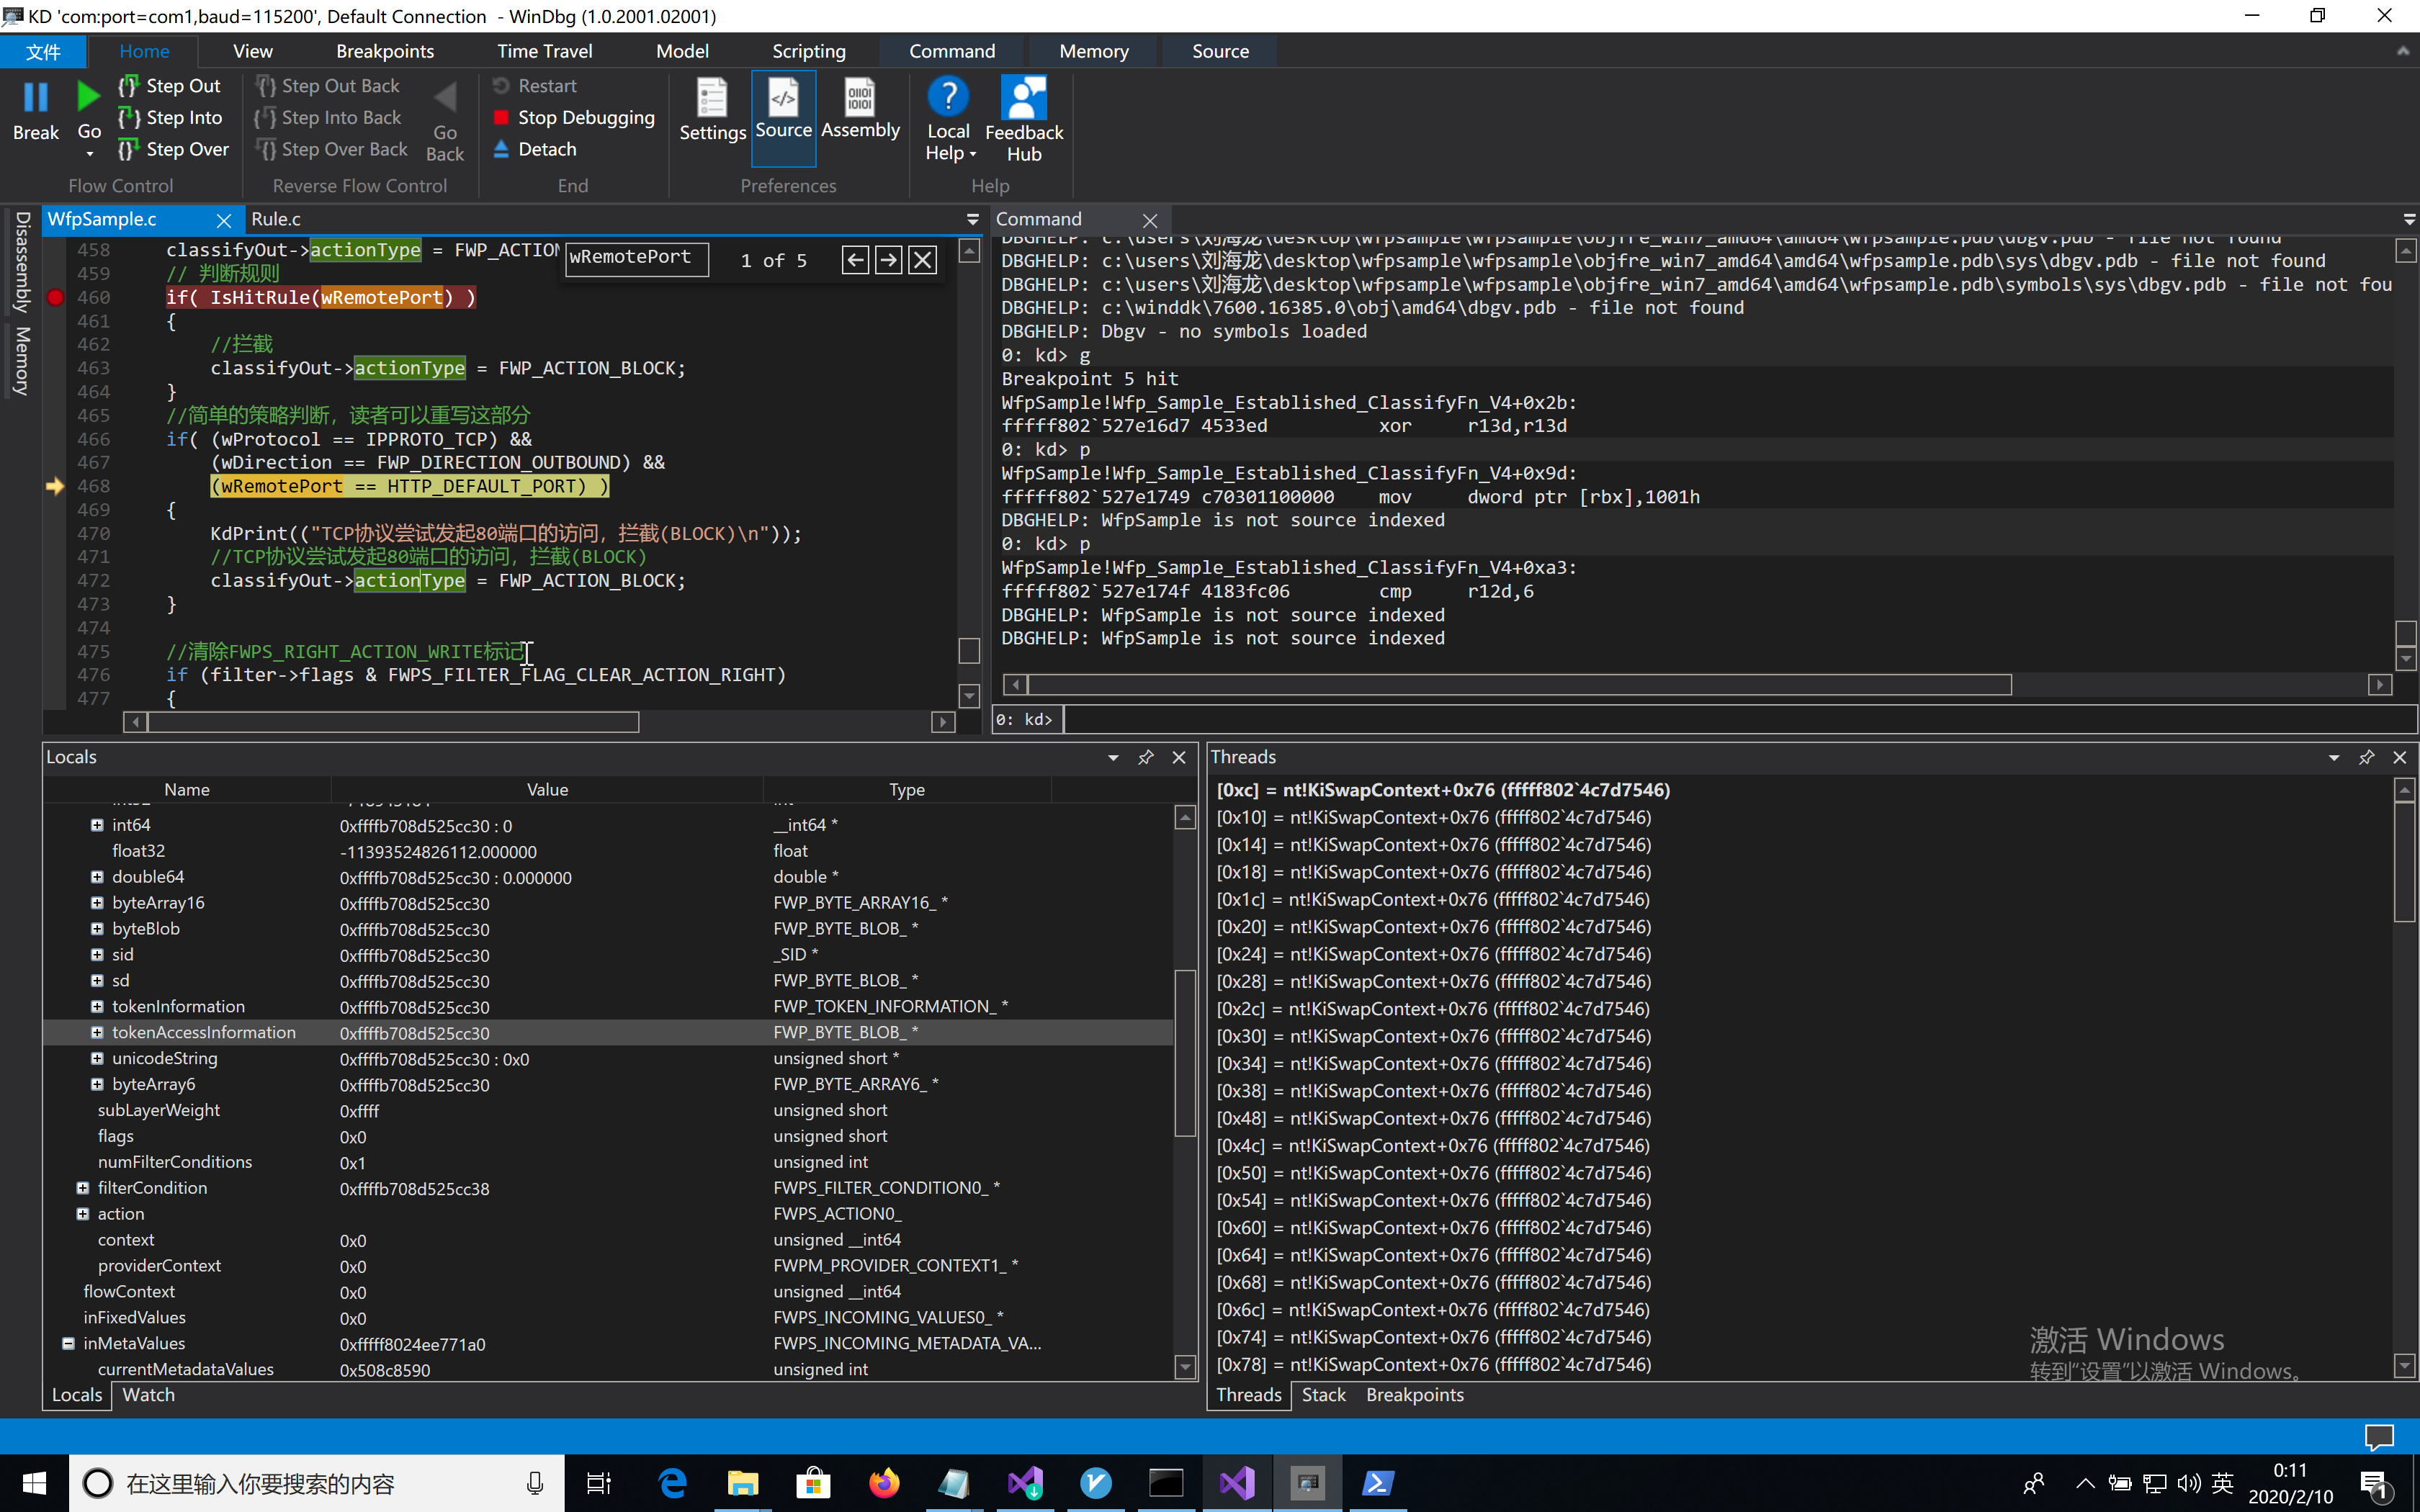 KD 'com:port=com1,baud=115200', Default Connection - WinDbg (1.0.2001.02001)
文件 Home View Breakpoints Time Travel Model Scripting Command Memory Source
Break Go Step Out Step Into Step Over
Flow Control
Step Out Back Step Into Back Step Over Back Go Back
Reverse Flow Control
Restart Stop Debugging Detach
End
Settings Source Assembly
Preferences
Local Help Feedback Hub
Help
Disassembly
Memory
WfpSample.c Rule.c
wRemotePort 1 of 5
458 classifyOut->actionType = FWP_ACTION
459 // 判断规则
460 if( IsHitRule(wRemotePort) )
461 {
462 //拦截
463 classifyOut->actionType = FWP_ACTION_BLOCK;
464 }
465 //简单的策略判断，读者可以重写这部分
466 if( (wProtocol == IPPROTO_TCP) &&
467 (wDirection == FWP_DIRECTION_OUTBOUND) &&
468 (wRemotePort == HTTP_DEFAULT_PORT) )
469 {
470 KdPrint(("TCP协议尝试发起80端口的访问，拦截(BLOCK)\n"));
471 //TCP协议尝试发起80端口的访问，拦截(BLOCK)
472 classifyOut->actionType = FWP_ACTION_BLOCK;
473 }
474
475 //清除FWPS_RIGHT_ACTION_WRITE标记
476 if (filter->flags & FWPS_FILTER_FLAG_CLEAR_ACTION_RIGHT)
477 {
Command
DBGHELP: c:\users\刘海龙\desktop\wfpsample\wfpsample\objfre_win7_amd64\amd64\wfpsample.pdb\dbgv.pdb - file not found
DBGHELP: c:\users\刘海龙\desktop\wfpsample\wfpsample\objfre_win7_amd64\amd64\wfpsample.pdb\sys\dbgv.pdb - file not found
DBGHELP: c:\users\刘海龙\desktop\wfpsample\wfpsample\objfre_win7_amd64\amd64\wfpsample.pdb\symbols\sys\dbgv.pdb - file not fou
DBGHELP: c:\winddk\7600.16385.0\obj\amd64\dbgv.pdb - file not found
DBGHELP: Dbgv - no symbols loaded
0: kd> g
Breakpoint 5 hit
WfpSample!Wfp_Sample_Established_ClassifyFn_V4+0x2b:
fffff802`527e16d7 4533ed xor r13d,r13d
0: kd> p
WfpSample!Wfp_Sample_Established_ClassifyFn_V4+0x9d:
fffff802`527e1749 c70301100000 mov dword ptr [rbx],1001h
DBGHELP: WfpSample is not source indexed
0: kd> p
WfpSample!Wfp_Sample_Established_ClassifyFn_V4+0xa3:
fffff802`527e174f 4183fc06 cmp r12d,6
DBGHELP: WfpSample is not source indexed
DBGHELP: WfpSample is not source indexed
0: kd>
Locals
Name Value Type
int64 0xffffb708d525cc30 : 0 __int64 *
float32 -11393524826112.000000 float
double64 0xffffb708d525cc30 : 0.000000 double *
byteArray16 0xffffb708d525cc30 FWP_BYTE_ARRAY16_ *
byteBlob 0xffffb708d525cc30 FWP_BYTE_BLOB_ *
sid 0xffffb708d525cc30 _SID *
sd 0xffffb708d525cc30 FWP_BYTE_BLOB_ *
tokenInformation 0xffffb708d525cc30 FWP_TOKEN_INFORMATION_ *
tokenAccessInformation 0xffffb708d525cc30 FWP_BYTE_BLOB_ *
unicodeString 0xffffb708d525cc30 : 0x0 unsigned short *
byteArray6 0xffffb708d525cc30 FWP_BYTE_ARRAY6_ *
subLayerWeight 0xffff unsigned short
flags 0x0 unsigned short
numFilterConditions 0x1 unsigned int
filterCondition 0xffffb708d525cc38 FWPS_FILTER_CONDITION0_ *
action FWPS_ACTION0_
context 0x0 unsigned __int64
providerContext 0x0 FWPM_PROVIDER_CONTEXT1_ *
flowContext 0x0 unsigned __int64
inFixedValues 0x0 FWPS_INCOMING_VALUES0_ *
inMetaValues 0xfffff8024ee771a0 FWPS_INCOMING_METADATA_VA...
currentMetadataValues 0x508c8590 unsigned int
Locals Watch
Threads
[0xc] = nt!KiSwapContext+0x76 (fffff802`4c7d7546)
[0x10] = nt!KiSwapContext+0x76 (fffff802`4c7d7546)
[0x14] = nt!KiSwapContext+0x76 (fffff802`4c7d7546)
[0x18] = nt!KiSwapContext+0x76 (fffff802`4c7d7546)
[0x1c] = nt!KiSwapContext+0x76 (fffff802`4c7d7546)
[0x20] = nt!KiSwapContext+0x76 (fffff802`4c7d7546)
[0x24] = nt!KiSwapContext+0x76 (fffff802`4c7d7546)
[0x28] = nt!KiSwapContext+0x76 (fffff802`4c7d7546)
[0x2c] = nt!KiSwapContext+0x76 (fffff802`4c7d7546)
[0x30] = nt!KiSwapContext+0x76 (fffff802`4c7d7546)
[0x34] = nt!KiSwapContext+0x76 (fffff802`4c7d7546)
[0x38] = nt!KiSwapContext+0x76 (fffff802`4c7d7546)
[0x48] = nt!KiSwapContext+0x76 (fffff802`4c7d7546)
[0x4c] = nt!KiSwapContext+0x76 (fffff802`4c7d7546)
[0x50] = nt!KiSwapContext+0x76 (fffff802`4c7d7546)
[0x54] = nt!KiSwapContext+0x76 (fffff802`4c7d7546)
[0x60] = nt!KiSwapContext+0x76 (fffff802`4c7d7546)
[0x64] = nt!KiSwapContext+0x76 (fffff802`4c7d7546)
[0x68] = nt!KiSwapContext+0x76 (fffff802`4c7d7546)
[0x6c] = nt!KiSwapContext+0x76 (fffff802`4c7d7546)
[0x74] = nt!KiSwapContext+0x76 (fffff802`4c7d7546)
[0x78] = nt!KiSwapContext+0x76 (fffff802`4c7d7546)
激活 Windows
转到"设置"以激活 Windows。
Threads Stack Breakpoints
在这里输入你要搜索的内容
英
0:11
2020/2/10
1